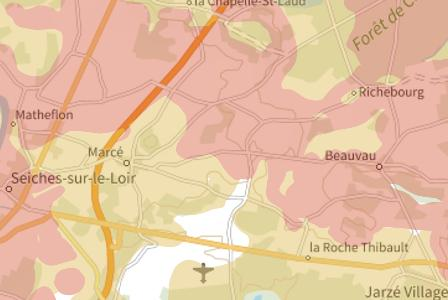 la Chapelle-St-Laud
Forêt de C
Richebourg
Matheflon
Marcé
Beauvau
Seiches-sur-le-Loir
la Roche Thibault
Jarzé Village